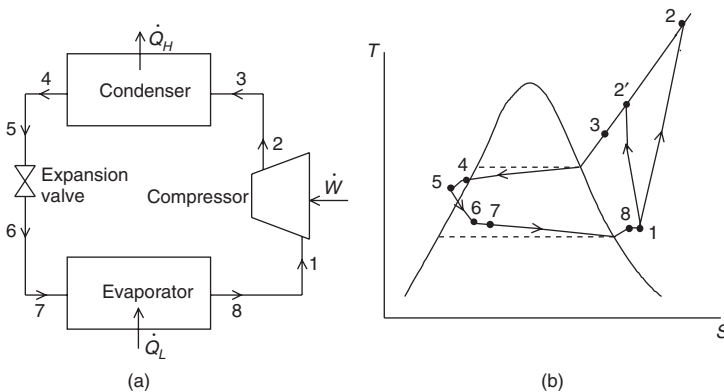 Q̇H
4
Condenser
3
5
2
Expansion
valve
Compressor
Ẇ
6
1
Evaporator
7
8
Q̇L
(a)
T
2
2′
3
4
5
6
7
8
1
S
(b)